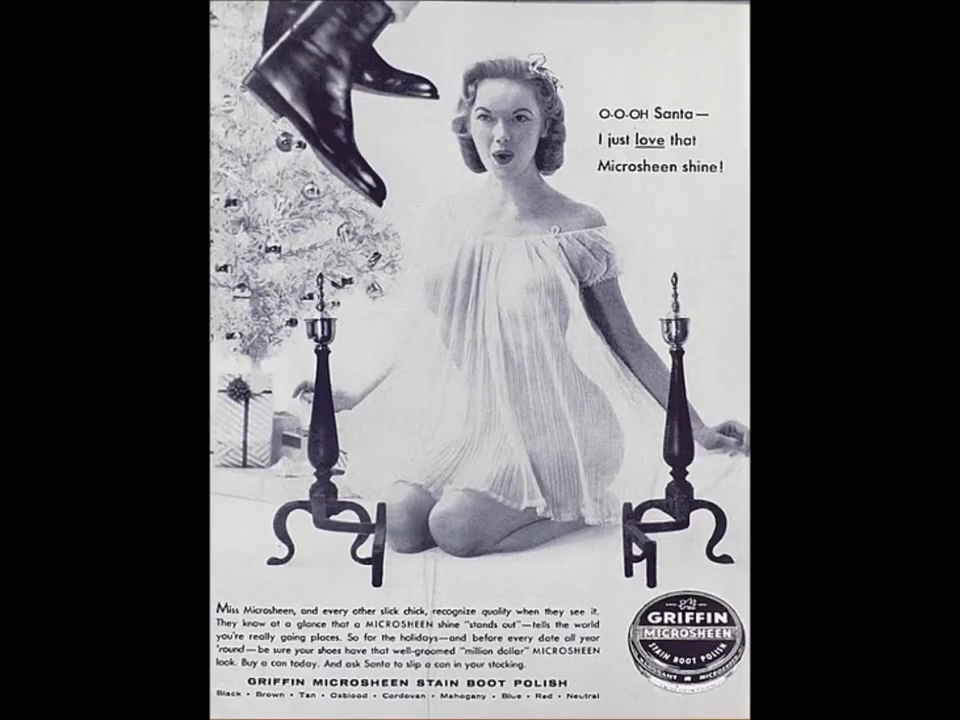 O-O-OH Santa—
I just love that
Microsheen shine!
Miss Microsheen, and every other slick chick, recognize quality when they see it.
They know at a glance that a MICROSHEEN shine "stands out"—tells the world
you're really going places. So for the holidays—and before every date all year
'round—be sure your shoes have that well-groomed "million dollar" MICROSHEEN
look. Buy a can today. And ask Santa to slip a can in your stocking.
GRIFFIN MICROSHEEN STAIN BOOT POLISH
Black • Brown • Tan • Oxblood • Cordovan • Mahogany • Blue • Red • Neutral
GRIFFIN
MICROSHEEN
STAIN BOOT POLISH